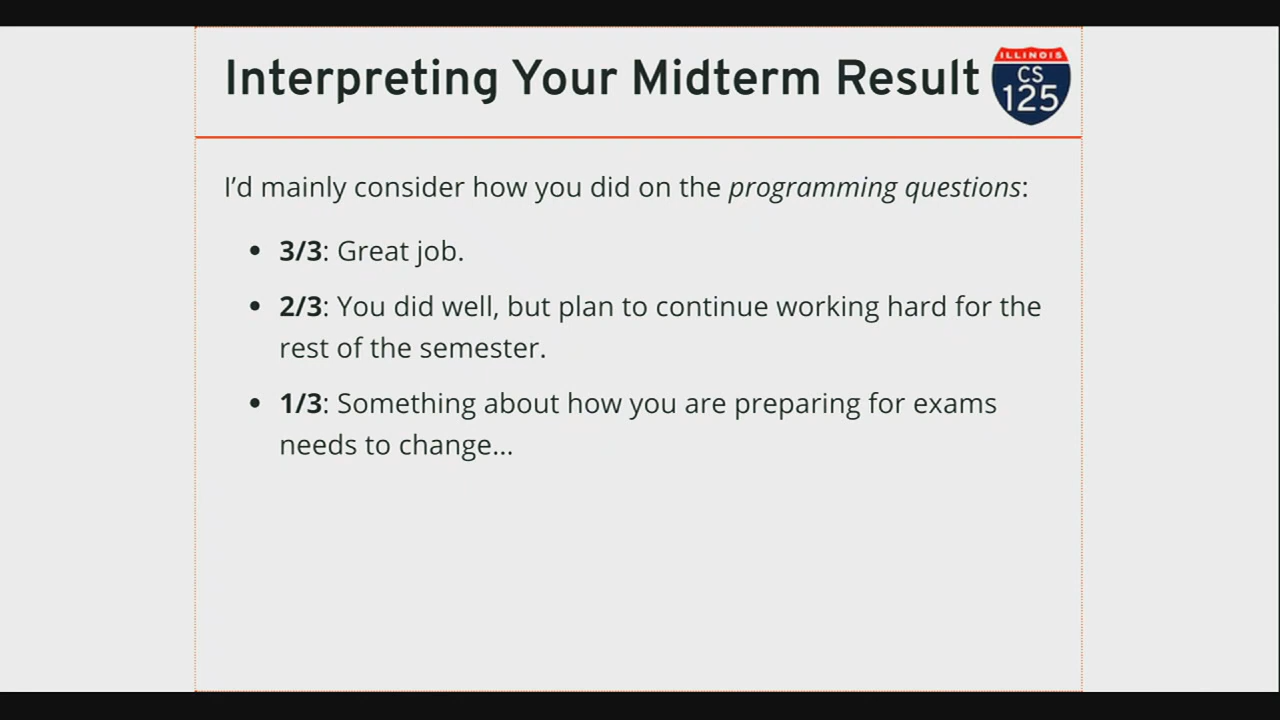 Interpreting Your Midterm Result
ILLINOIS
CS
125
I'd mainly consider how you did on the programming questions:
• 3/3: Great job.
• 2/3: You did well, but plan to continue working hard for the
rest of the semester.
• 1/3: Something about how you are preparing for exams
needs to change...